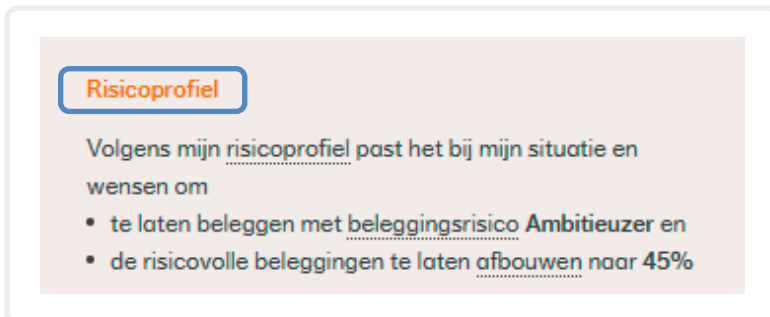 Risicoprofiel
Volgens mijn risicoprofiel past het bij mijn situatie en
wensen om
• te laten beleggen met beleggingsrisico Ambitieuzer en
• de risicovolle beleggingen te laten afbouwen naar 45%